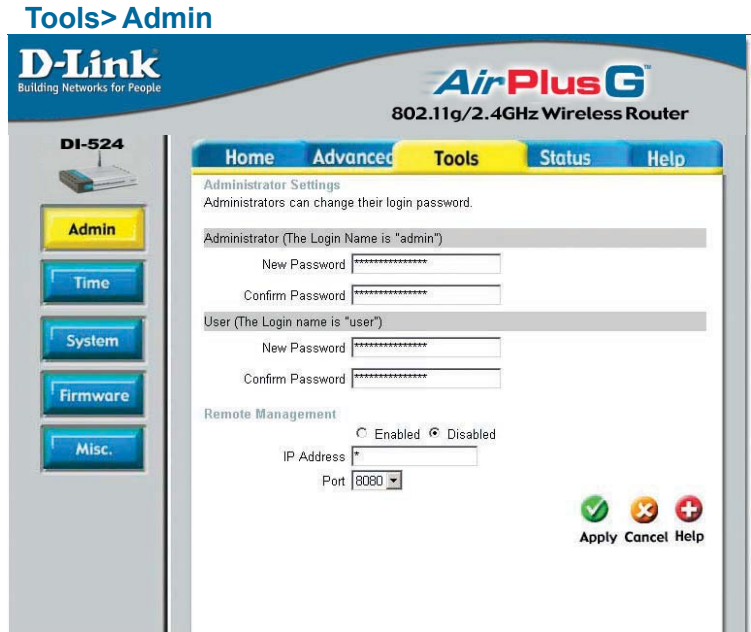 Tools> Admin
D-Link
Building Networks for People
AirPlusG™
802.11g/2.4GHz Wireless Router
DI-524
Home Advanced Tools Status Help
Admin
Time
System
Firmware
Misc.
Administrator Settings
Administrators can change their login password.
Administrator (The Login Name is "admin")
New Password ***************
Confirm Password ***************
User (The Login name is "user")
New Password ***************
Confirm Password ***************
Remote Management
Enabled Disabled
IP Address *
Port 8080
Apply Cancel Help